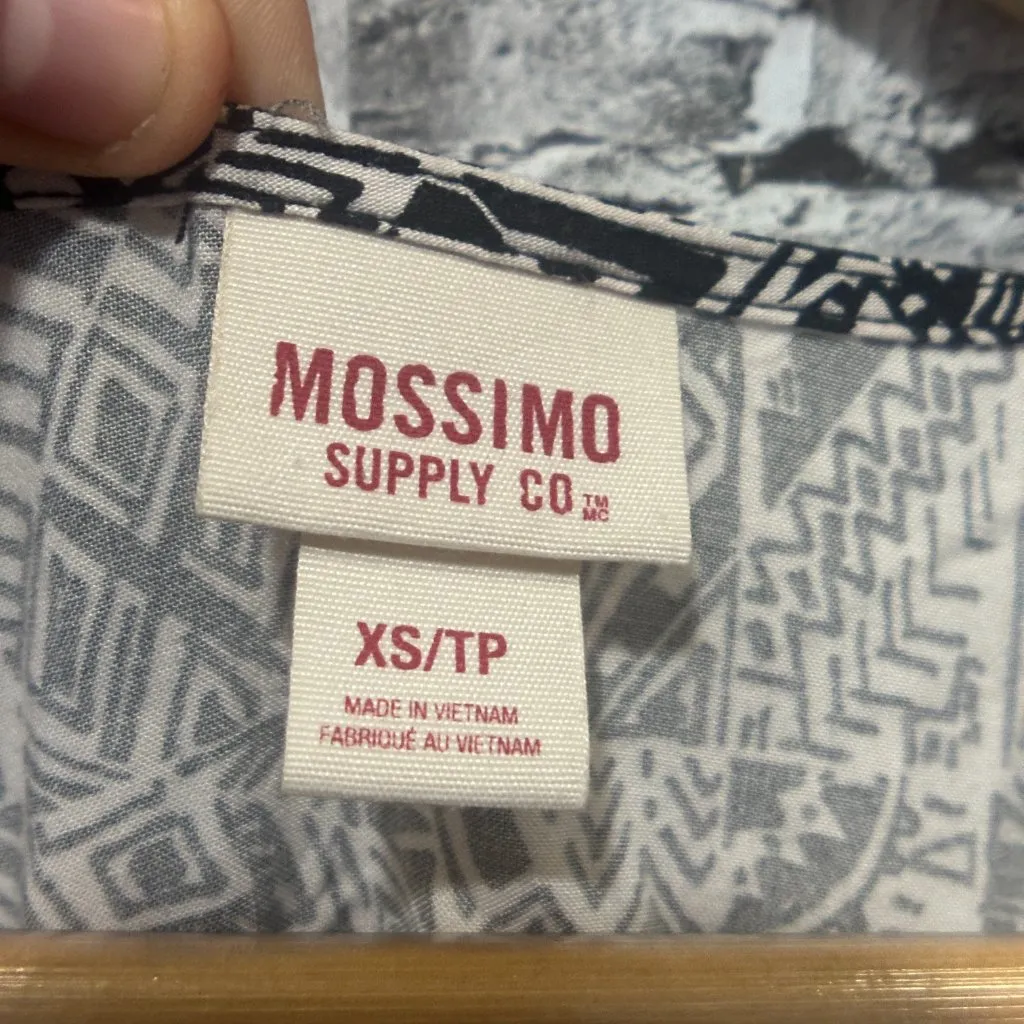 MOSSIMO
SUPPLY CO ™ MC
XS/TP
MADE IN VIETNAM
FABRIQUÉ AU VIETNAM